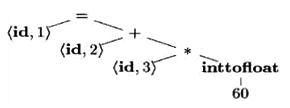 =
⟨id, 1⟩
+
⟨id, 2⟩
*
⟨id, 3⟩
inttofloat
60